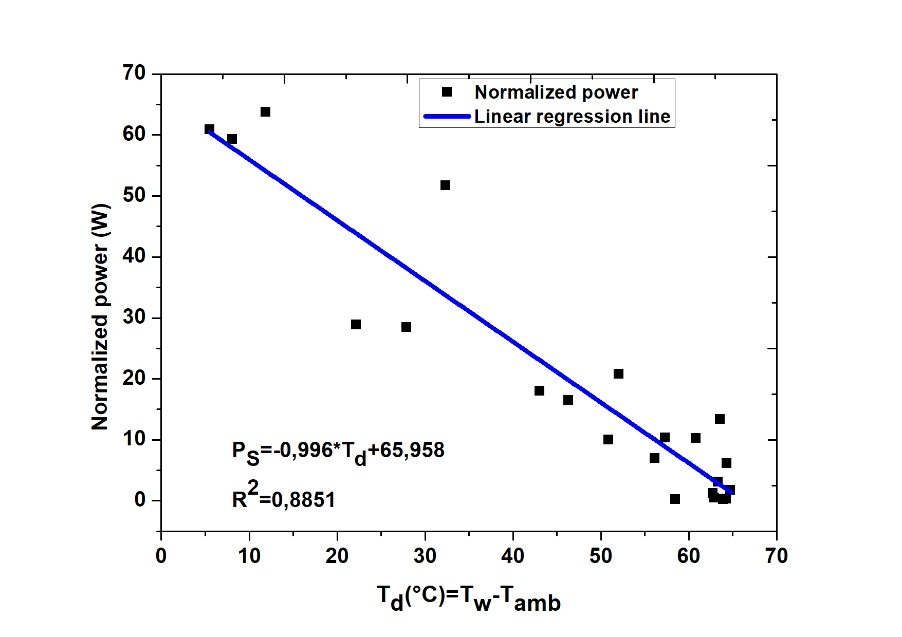 70
60
50
40
30
20
10
0
Normalized power (W)
Normalized power
Linear regression line
PS=-0,996*Td+65,958
R2=0,8851
0 10 20 30 40 50 60 70
Td(°C)=Tw-Tamb